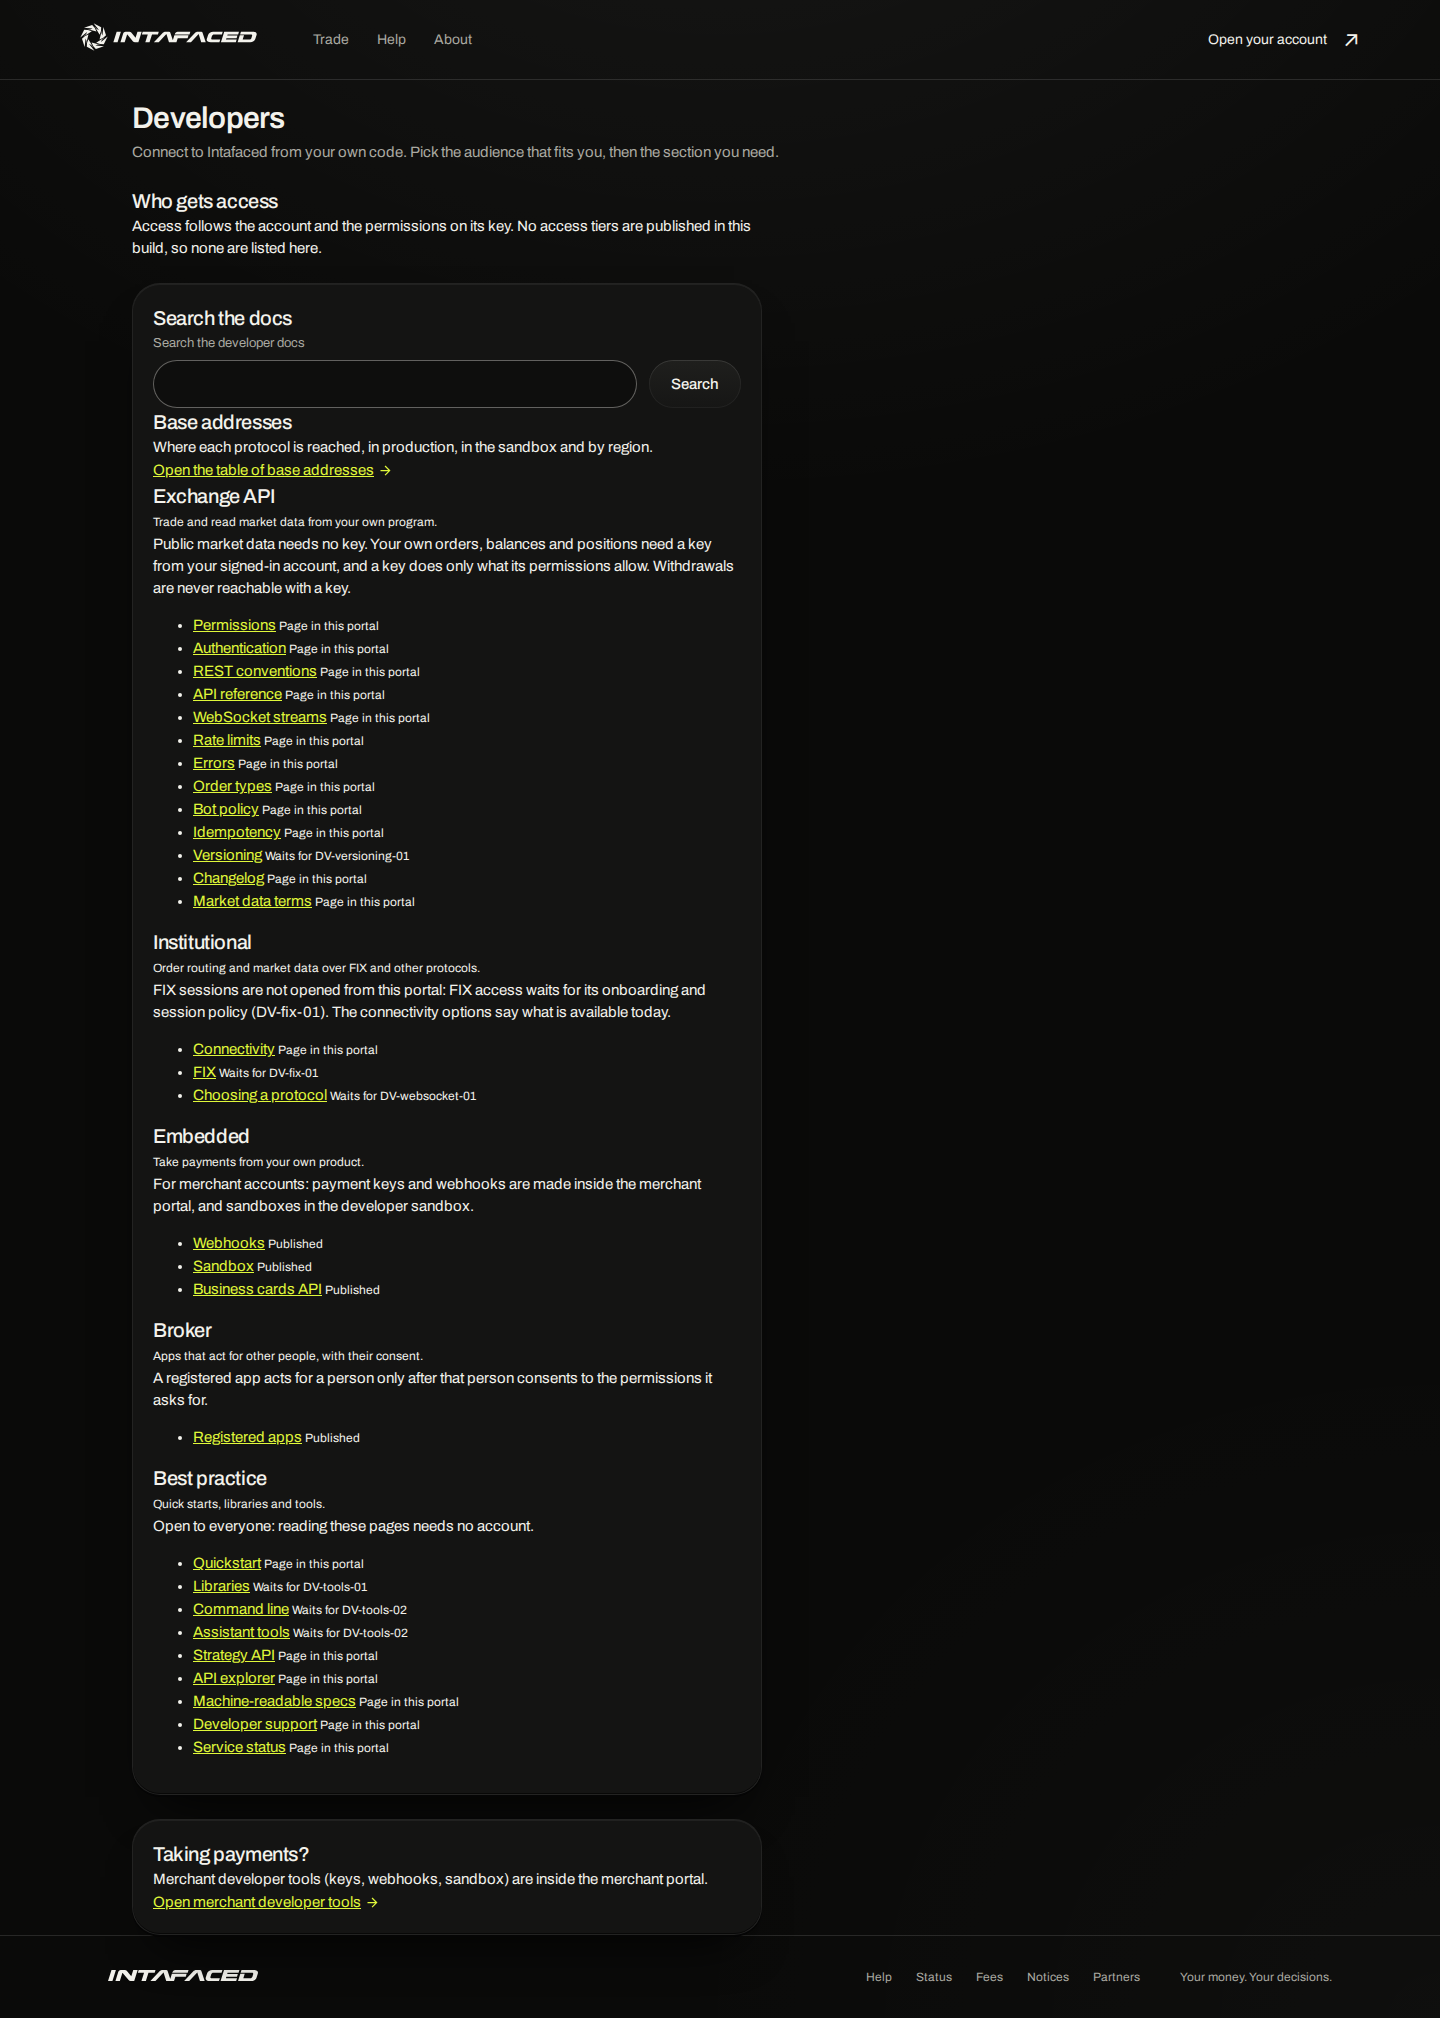 INTAFACED
Trade
Help
About
Open your account
Developers
Connect to Intafaced from your own code. Pick the audience that fits you, then the section you need.
Who gets access
Access follows the account and the permissions on its key. No access tiers are published in this
build, so none are listed here.
Search the docs
Search the developer docs
Search
Base addresses
Where each protocol is reached, in production, in the sandbox and by region.
Open the table of base addresses →
Exchange API
Trade and read market data from your own program.
Public market data needs no key. Your own orders, balances and positions need a key
from your signed-in account, and a key does only what its permissions allow. Withdrawals
are never reachable with a key.
• Permissions Page in this portal
• Authentication Page in this portal
• REST conventions Page in this portal
• API reference Page in this portal
• WebSocket streams Page in this portal
• Rate limits Page in this portal
• Errors Page in this portal
• Order types Page in this portal
• Bot policy Page in this portal
• Idempotency Page in this portal
• Versioning Waits for DV-versioning-01
• Changelog Page in this portal
• Market data terms Page in this portal
Institutional
Order routing and market data over FIX and other protocols.
FIX sessions are not opened from this portal: FIX access waits for its onboarding and
session policy (DV-fix-01). The connectivity options say what is available today.
• Connectivity Page in this portal
• FIX Waits for DV-fix-01
• Choosing a protocol Waits for DV-websocket-01
Embedded
Take payments from your own product.
For merchant accounts: payment keys and webhooks are made inside the merchant
portal, and sandboxes in the developer sandbox.
• Webhooks Published
• Sandbox Published
• Business cards API Published
Broker
Apps that act for other people, with their consent.
A registered app acts for a person only after that person consents to the permissions it
asks for.
• Registered apps Published
Best practice
Quick starts, libraries and tools.
Open to everyone: reading these pages needs no account.
• Quickstart Page in this portal
• Libraries Waits for DV-tools-01
• Command line Waits for DV-tools-02
• Assistant tools Waits for DV-tools-02
• Strategy API Page in this portal
• API explorer Page in this portal
• Machine-readable specs Page in this portal
• Developer support Page in this portal
• Service status Page in this portal
Taking payments?
Merchant developer tools (keys, webhooks, sandbox) are inside the merchant portal.
Open merchant developer tools →
INTAFACED
Help
Status
Fees
Notices
Partners
Your money. Your decisions.